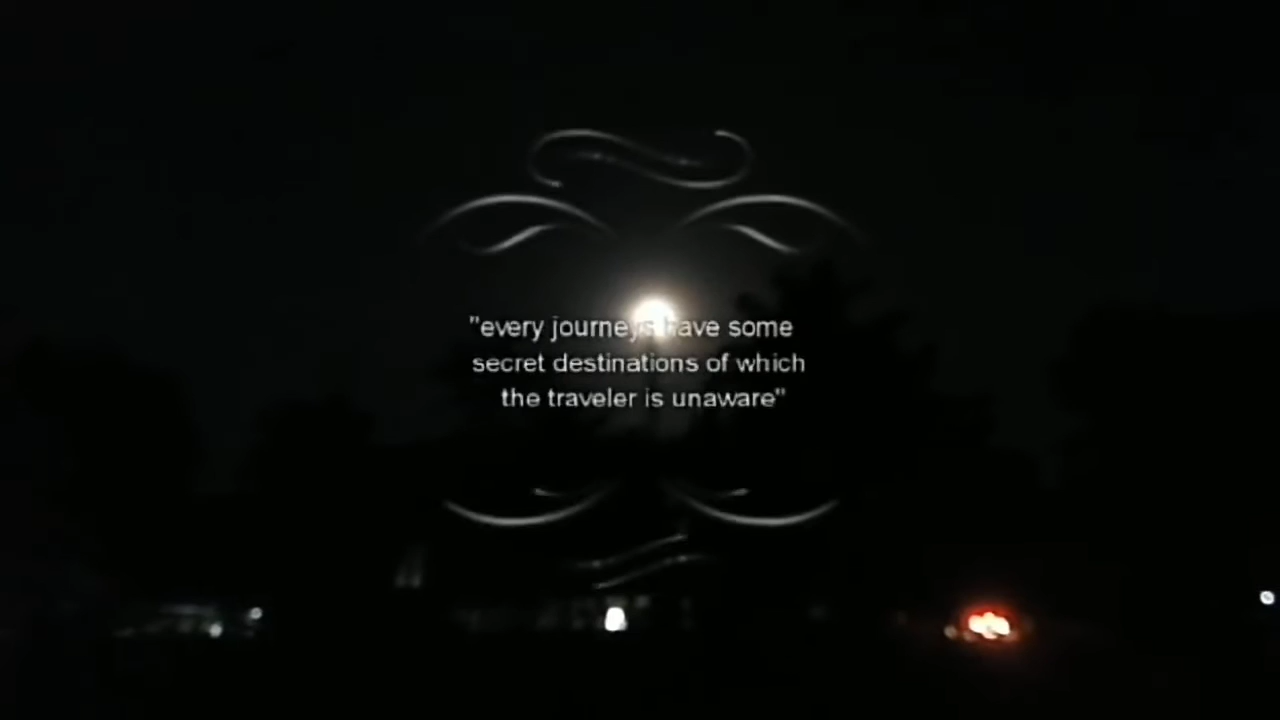 "every journeys have some
secret destinations of which
the traveler is unaware"